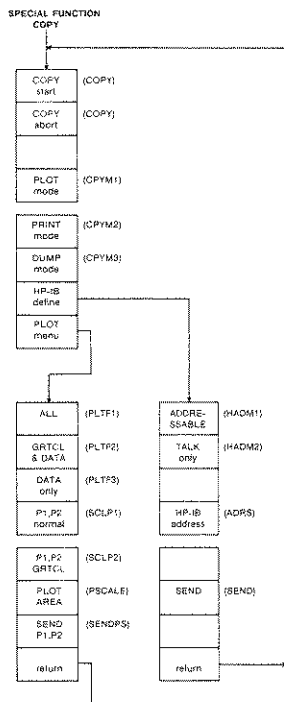 SPECIAL FUNCTION
COPY
COPY
start
(COPY)
COPY
abort
(COPY)
PLOT
mode
(CPYM1)
PRINT
mode
(CPYM2)
DUMP
mode
(CPYM3)
HP-IB
define
PLOT
menu
ALL
(PLTF1)
GRTCL
& DATA
(PLTF2)
DATA
only
(PLTF3)
P1,P2
normal
(SCLP1)
P1,P2
GRTCL
(SCLP2)
PLOT
AREA
(PSCALE)
SEND
P1,P2
(SENDPS)
return
ADDRE-
SSABLE
(HADM1)
TALK
only
(HADM2)
HP-IB
address
(ADRS)
SEND
(SEND)
return